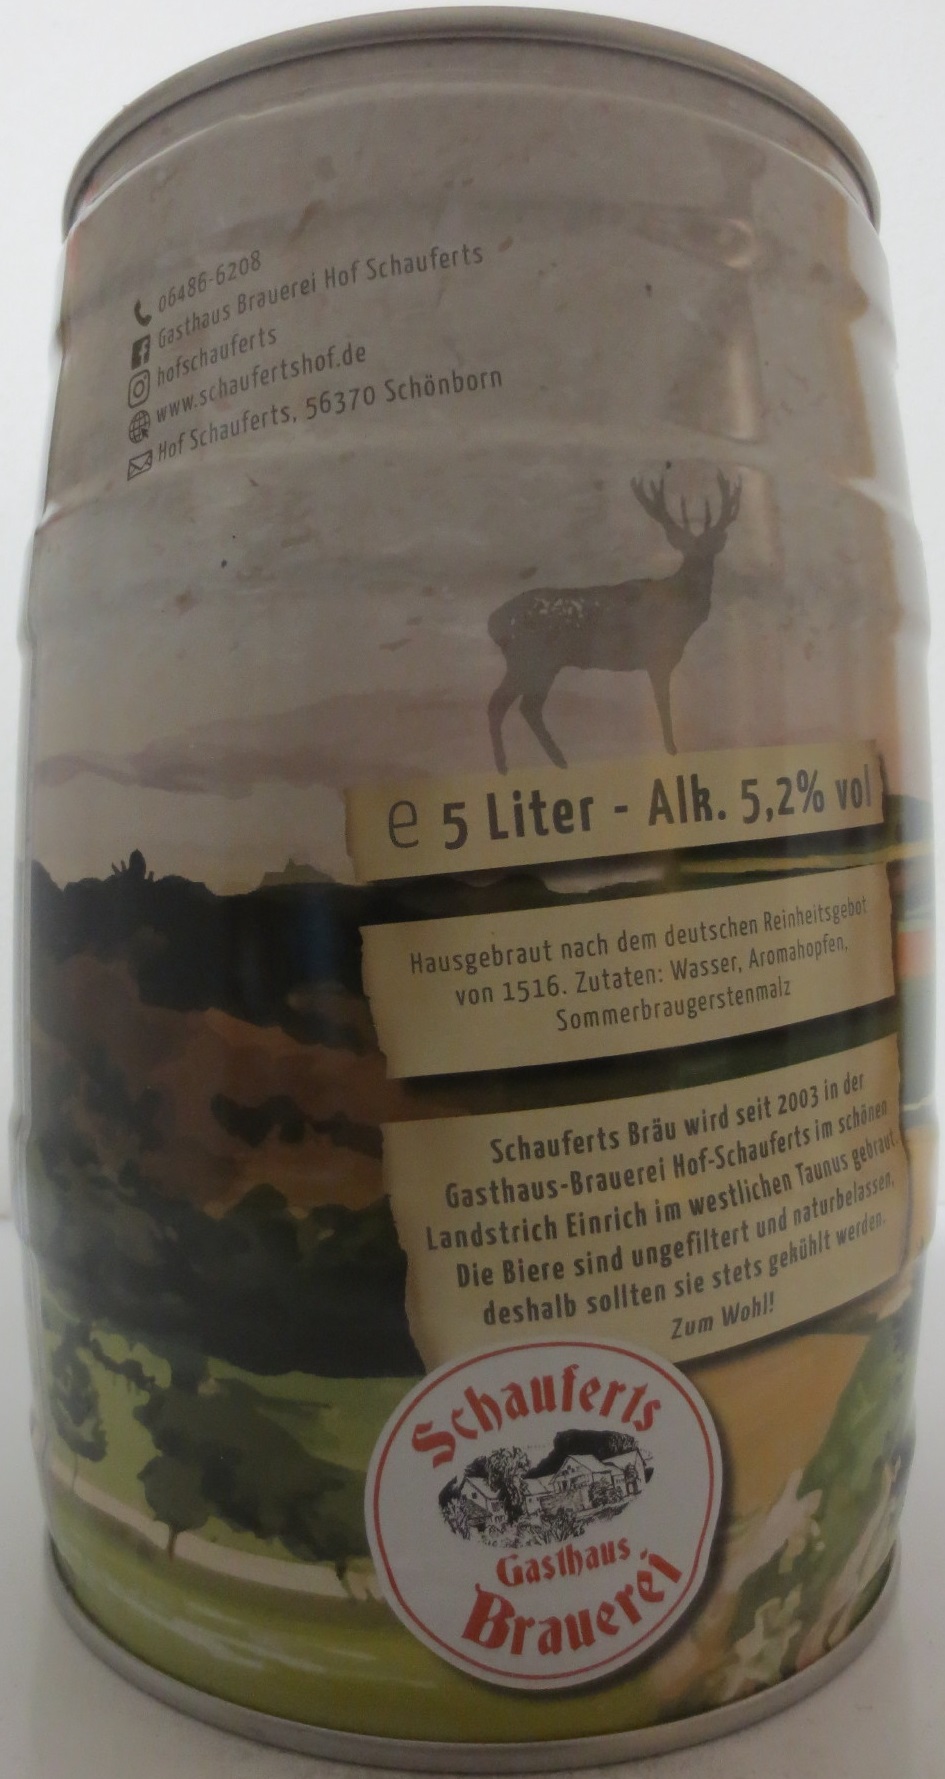 06486-6208
Gasthaus Brauerei Hof Schauferts
hofschauferts
www.schaufertshof.de
Hof Schauferts, 56370 Schönborn
e 5 Liter - Alk. 5,2% vol
Hausgebraut nach dem deutschen Reinheitsgebot
von 1516. Zutaten: Wasser, Aromahopfen,
Sommerbraugerstenmalz
Schauferts Bräu wird seit 2003 in der
Gasthaus-Brauerei Hof-Schauferts im schönen
Landstrich Einrich im westlichen Taunus gebraut.
Die Biere sind ungefiltert und naturbelassen,
deshalb sollten sie stets gekühlt werden.
Zum Wohl!
Schauferts
Gasthaus
Brauerei